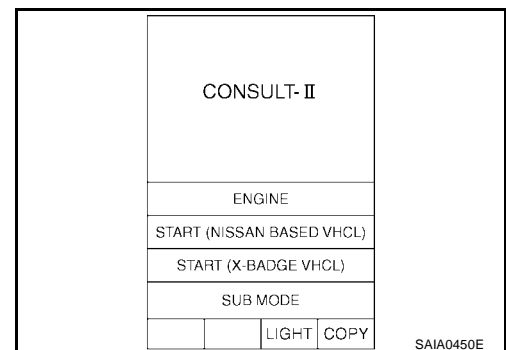 CONSULT-II
ENGINE
START (NISSAN BASED VHCL)
START (X-BADGE VHCL)
SUB MODE
LIGHT COPY
SAIA0450E